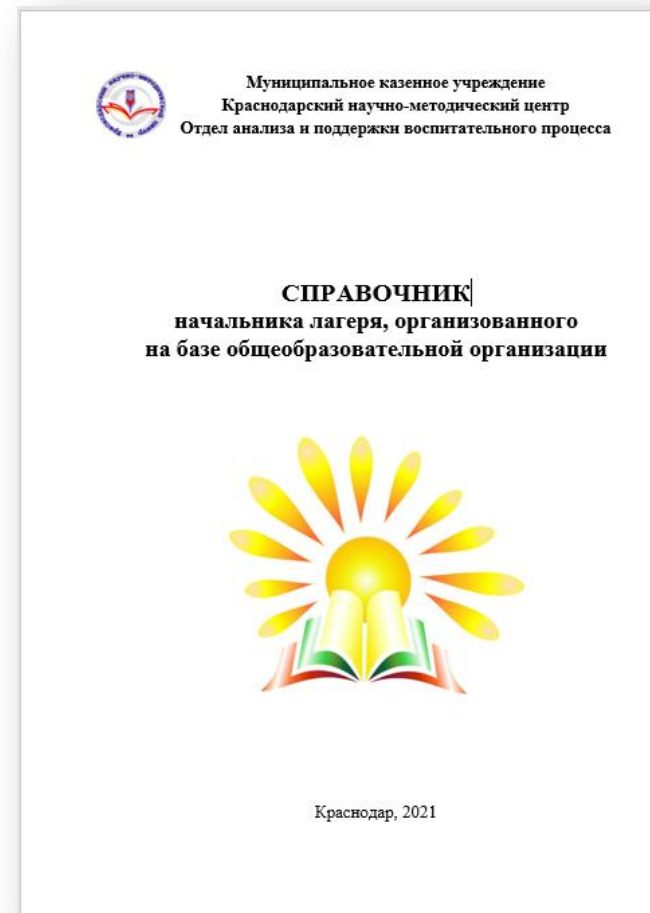 Муниципальное казенное учреждение
Краснодарский научно-методический центр
Отдел анализа и поддержки воспитательного процесса
СПРАВОЧНИК
начальника лагеря, организованного
на базе общеобразовательной организации
Краснодар, 2021